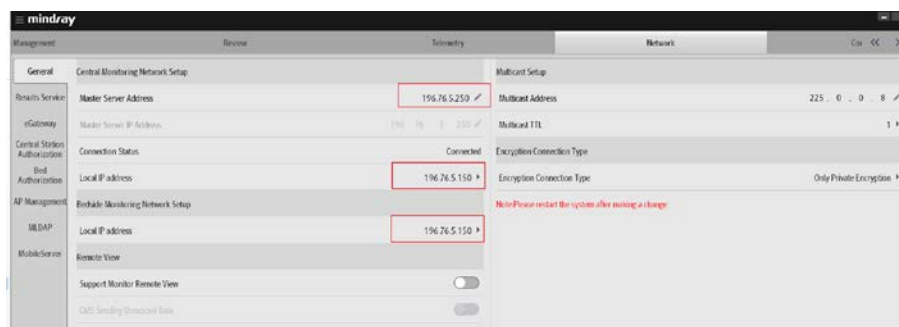 mindray
Management
Review
Telemetry
Network
General
Results Service
eGateway
Central Station
Authorization
Bed
Authorization
AP Management
MLDAP
MobileServer
Central Monitoring Network Setup
Master Server Address 196.76.5.250
Master Server IP Address
Connection Status Connected
Local IP address 196.76.5.150
Bedside Monitoring Network Setup
Local IP address 196.76.5.150
Remote View
Support Monitor Remote View
Multicast Setup
Multicast Address 225 . 0 . 0 . 8
Multicast TTL 1
Encryption Connection Type
Encryption Connection Type Only Private Encryption
Note:Please restart the system after making a change.